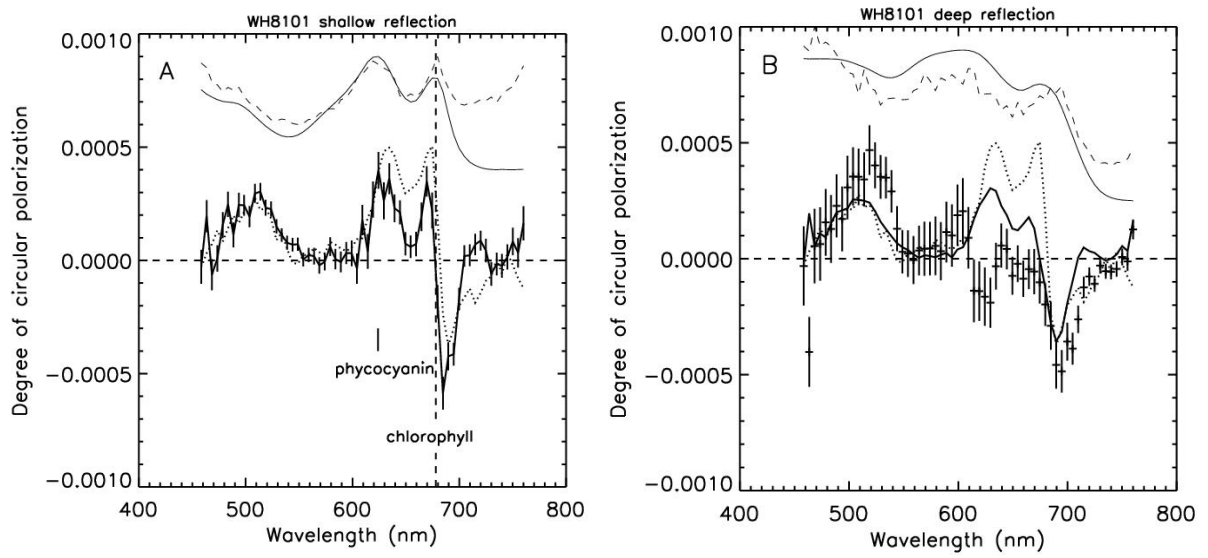 WH8101 shallow reflection
A
0.0010
0.0005
0.0000
−0.0005
−0.0010
Degree of circular polarization
phycocyanin
chlorophyll
400 500 600 700 800
Wavelength (nm)
WH8101 deep reflection
B
0.0010
0.0005
0.0000
−0.0005
−0.0010
Degree of circular polarization
400 500 600 700 800
Wavelength (nm)